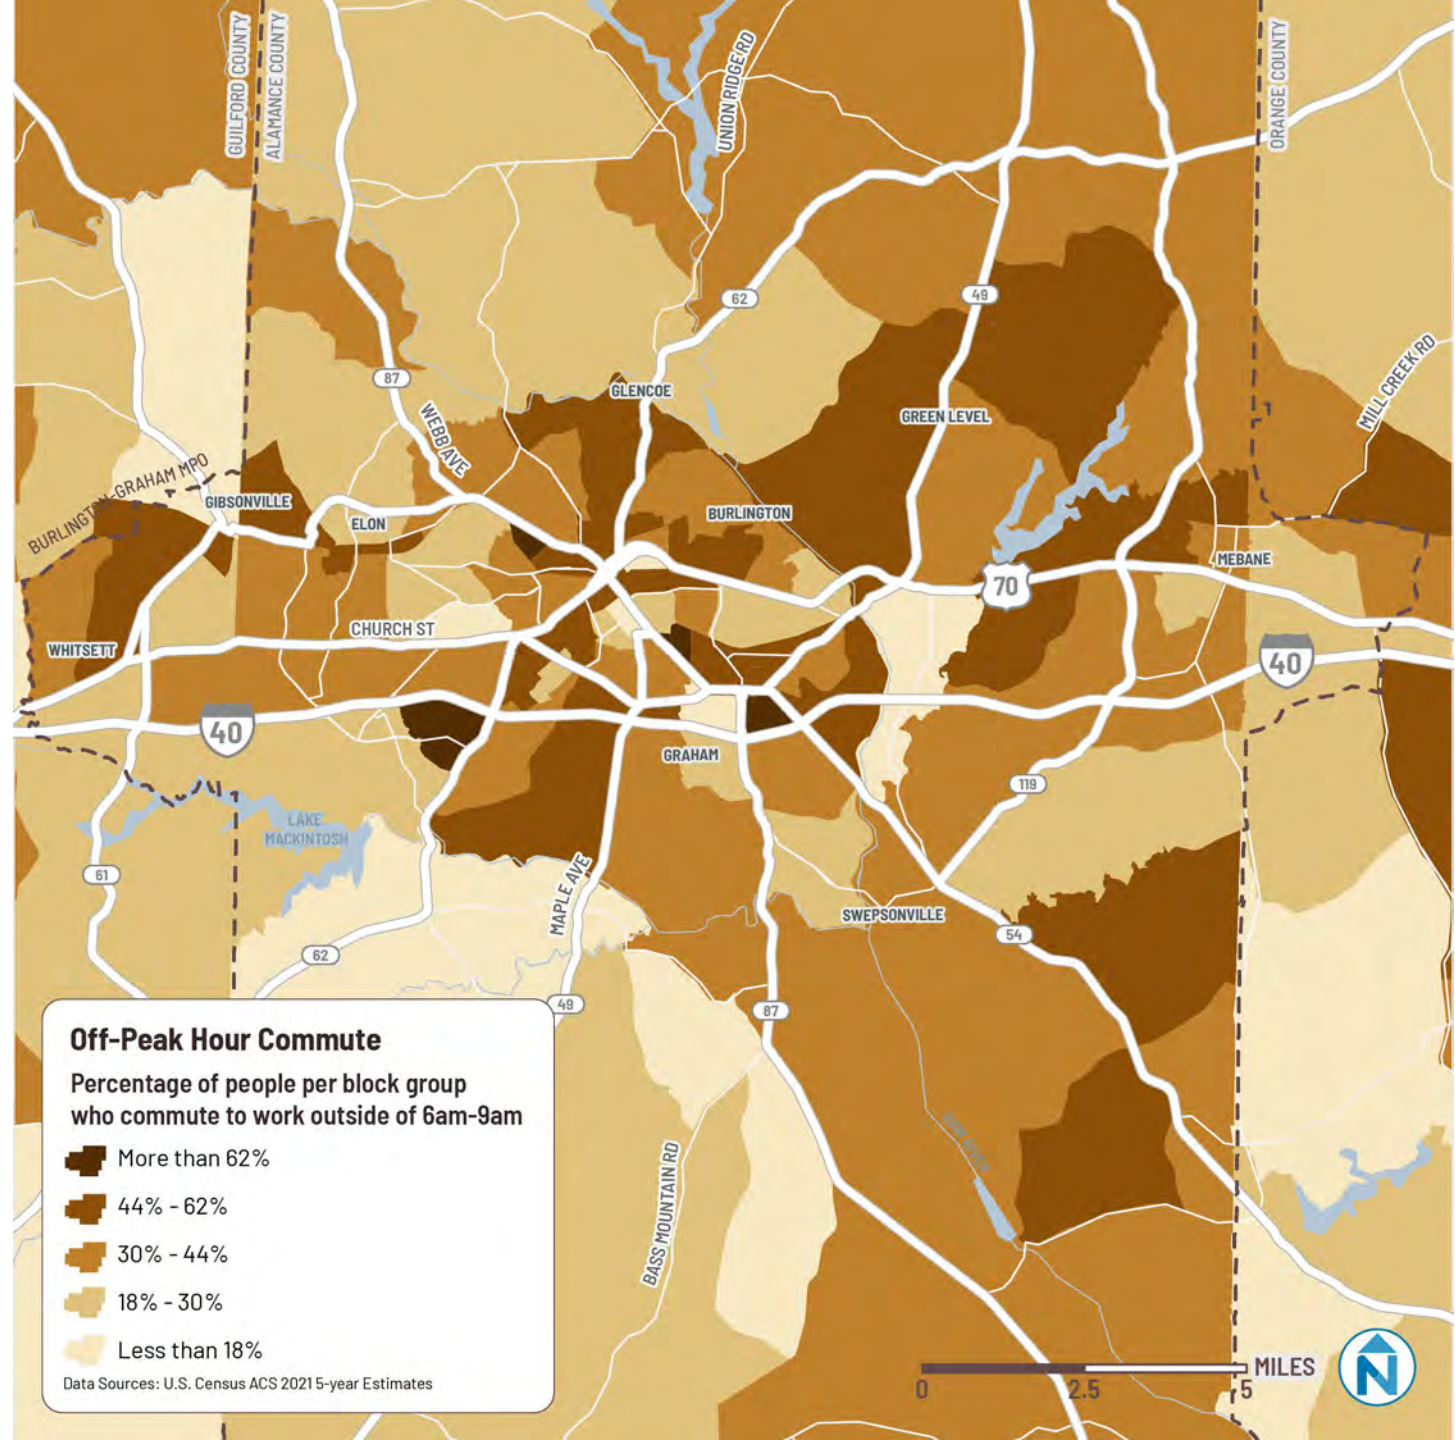 GUILFORD COUNTY
ALAMANCE COUNTY
UNION RIDGE RD
ORANGE COUNTY
62
49
87
GLENCOE
WEBB AVE
GREEN LEVEL
MILL CREEK RD
BURLINGTON-GRAHAM MPO
GIBSONVILLE
ELON
BURLINGTON
MEBANE
70
CHURCH ST
WHITSETT
40
40
GRAHAM
119
LAKE
MACKINTOSH
61
MAPLE AVE
SWEPSONVILLE
54
62
49
87
HAW RIVER
BASS MOUNTAIN RD
Off-Peak Hour Commute
Percentage of people per block group
who commute to work outside of 6am-9am
More than 62%
44% - 62%
30% - 44%
18% - 30%
Less than 18%
Data Sources: U.S. Census ACS 2021 5-year Estimates
MILES
0 2.5 5
N